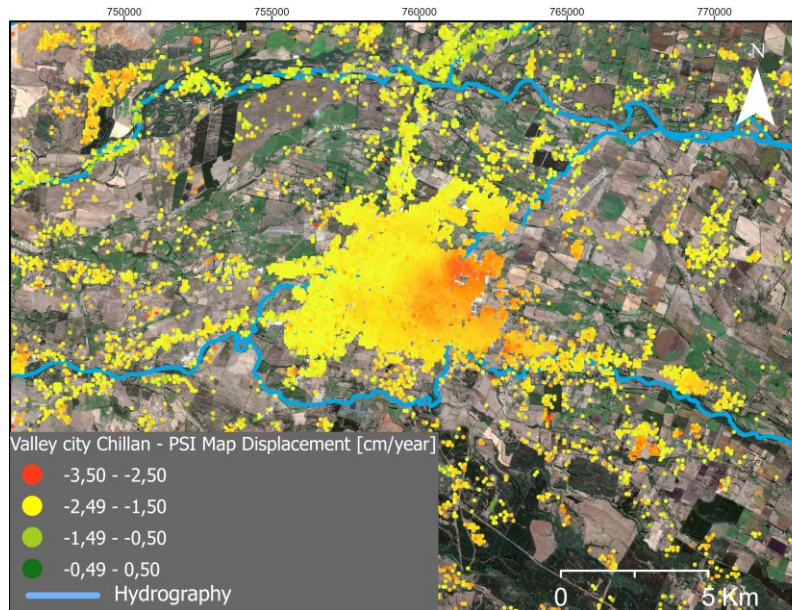 750000 755000 760000 765000 770000
N
Valley city Chillan - PSI Map Displacement [cm/year]
-3,50 - -2,50
-2,49 - -1,50
-1,49 - -0,50
-0,49 - 0,50
Hydrography
0 5 Km